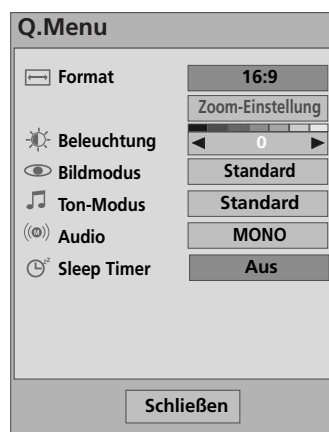 Q.Menu
Format 16:9
Zoom-Einstellung
Beleuchtung 0
Bildmodus Standard
Ton-Modus Standard
Audio MONO
Sleep Timer Aus
Schließen